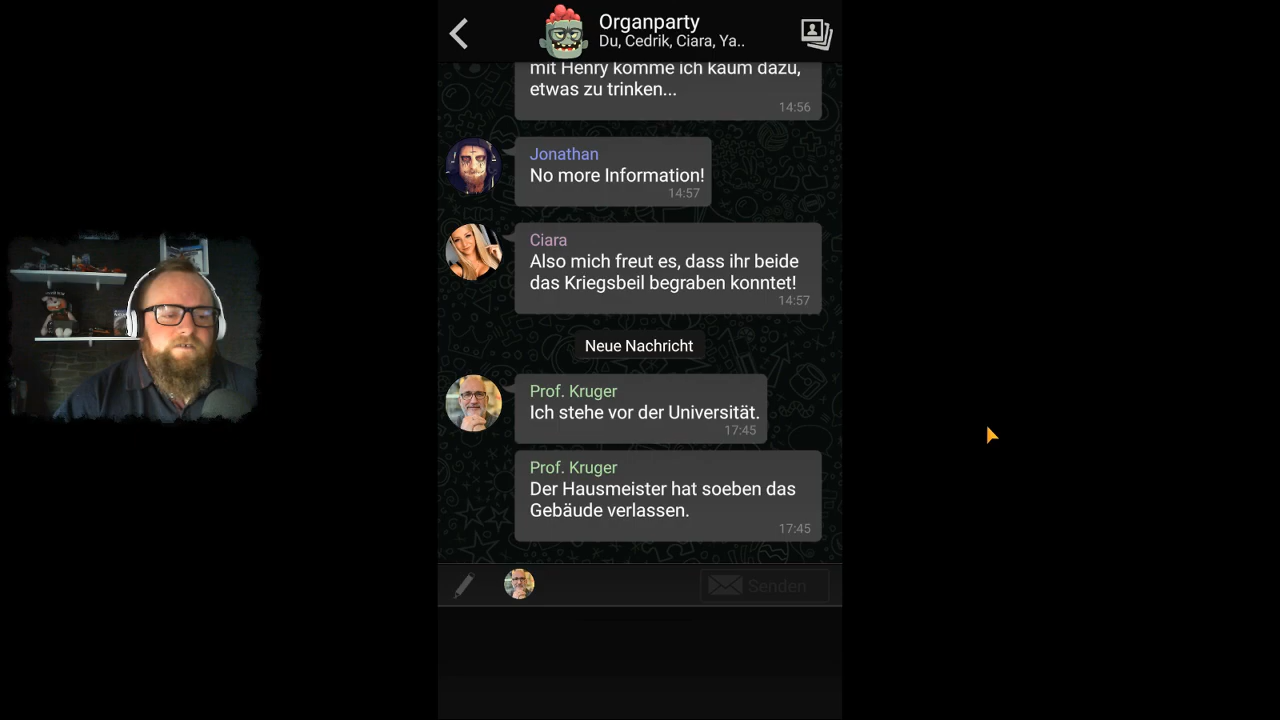 Organparty
Du, Cedrik, Ciara, Ya..
mit Henry komme ich kaum dazu,
etwas zu trinken...
14:56
Jonathan
No more Information!
14:57
Ciara
Also mich freut es, dass ihr beide
das Kriegsbeil begraben konntet!
14:57
Neue Nachricht
Prof. Kruger
Ich stehe vor der Universität.
17:45
Prof. Kruger
Der Hausmeister hat soeben das
Gebäude verlassen.
17:45
Senden